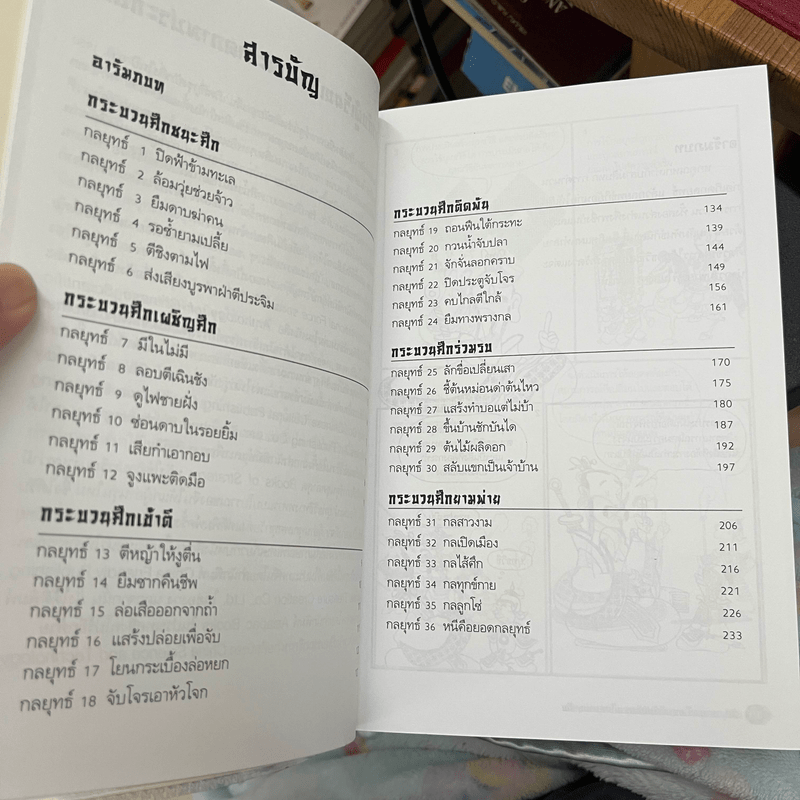 สารบัญ
อารัมภบท
กระบวนศึกชนะศึก
กลยุทธ์ 1 ปิดฟ้าข้ามทะเล
กลยุทธ์ 2 ล้อมวุ่ยช่วยจ้าว
กลยุทธ์ 3 ยืมดาบฆ่าคน
กลยุทธ์ 4 รอซ้ำยามเปลี้ย
กลยุทธ์ 5 ตีชิงตามไฟ
กลยุทธ์ 6 ส่งเสียงบูรพาฝ่าตีประจิม
กระบวนศึกเผชิญศึก
กลยุทธ์ 7 มีในไม่มี
กลยุทธ์ 8 ลอบตีเฉินชัง
กลยุทธ์ 9 ดูไฟชายฝั่ง
กลยุทธ์ 10 ซ่อนดาบในรอยยิ้ม
กลยุทธ์ 11 เสียกำเอากอบ
กลยุทธ์ 12 จูงแพะติดมือ
กระบวนศึกเข้าตี
กลยุทธ์ 13 ตีหญ้าให้งูตื่น
กลยุทธ์ 14 ยืมซากคืนชีพ
กลยุทธ์ 15 ล่อเสือออกจากถ้ำ
กลยุทธ์ 16 แสร้งปล่อยเพื่อจับ
กลยุทธ์ 17 โยนกระเบื้องล่อหยก
กลยุทธ์ 18 จับโจรเอาหัวโจก
กระบวนศึกติดพัน
กลยุทธ์ 19 ถอนฟืนใต้กระทะ 134
กลยุทธ์ 20 กวนน้ำจับปลา 139
กลยุทธ์ 21 จักจั่นลอกคราบ 144
กลยุทธ์ 22 ปิดประตูจับโจร 149
กลยุทธ์ 23 คบไกลตีใกล้ 156
กลยุทธ์ 24 ยืมทางพรางกล 161
กระบวนศึกร่วมรบ
กลยุทธ์ 25 ลักขื่อเปลี่ยนเสา 170
กลยุทธ์ 26 ชี้ต้นหม่อนด่าต้นไหว 175
กลยุทธ์ 27 แสร้งทำบอแต่ไม่บ้า 180
กลยุทธ์ 28 ขึ้นบ้านชักบันได 187
กลยุทธ์ 29 ต้นไม้ผลิดอก 192
กลยุทธ์ 30 สลับแขกเป็นเจ้าบ้าน 197
กระบวนศึกยามพ่าย
กลยุทธ์ 31 กลสาวงาม 206
กลยุทธ์ 32 กลเปิดเมือง 211
กลยุทธ์ 33 กลไส้ศึก 216
กลยุทธ์ 34 กลทุกข์กาย 221
กลยุทธ์ 35 กลลูกโซ่ 226
กลยุทธ์ 36 หนีคือยอดกลยุทธ์ 233